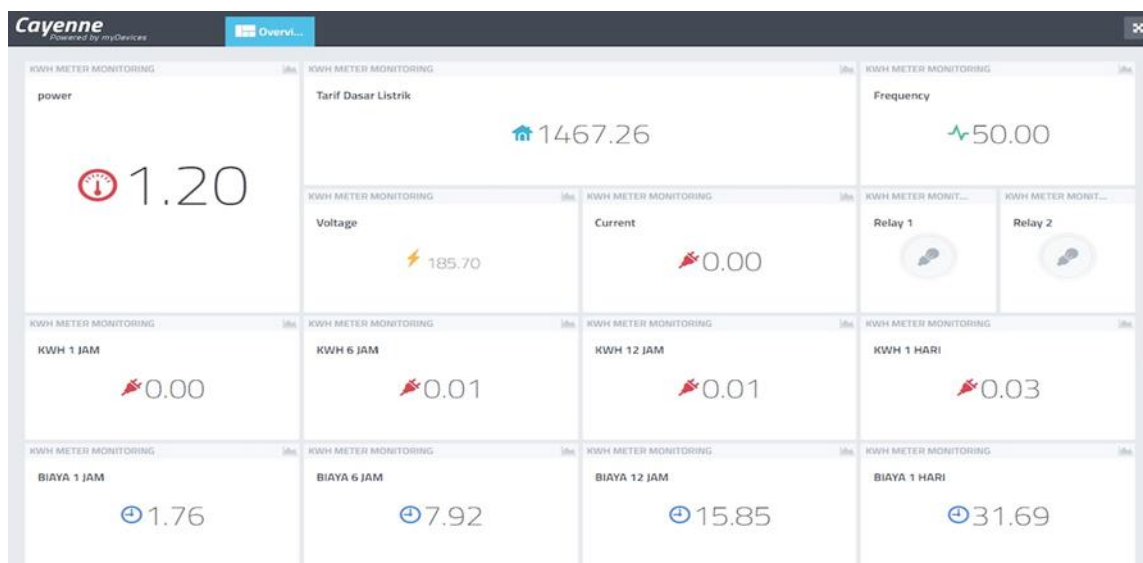 Cayenne
Powered by myDevices
Overvi...
KWH METER MONITORING
power
1.20
KWH METER MONITORING
Tarif Dasar Listrik
1467.26
KWH METER MONITORING
Frequency
50.00
KWH METER MONITORING
Voltage
185.70
KWH METER MONITORING
Current
0.00
KWH METER MONIT...
Relay 1
KWH METER MONIT...
Relay 2
KWH METER MONITORING
KWH 1 JAM
0.00
KWH METER MONITORING
KWH 6 JAM
0.01
KWH METER MONITORING
KWH 12 JAM
0.01
KWH METER MONITORING
KWH 1 HARI
0.03
KWH METER MONITORING
BIAYA 1 JAM
1.76
KWH METER MONITORING
BIAYA 6 JAM
7.92
KWH METER MONITORING
BIAYA 12 JAM
15.85
KWH METER MONITORING
BIAYA 1 HARI
31.69